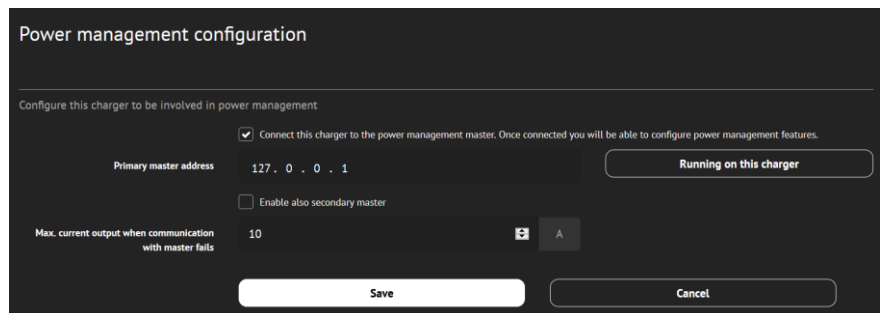 Power management configuration
Configure this charger to be involved in power management
Connect this charger to the power management master. Once connected you will be able to configure power management features.
Primary master address
127. 0 . 0 . 1
Running on this charger
Enable also secondary master
Max. current output when communication
with master fails
10
A
Save
Cancel